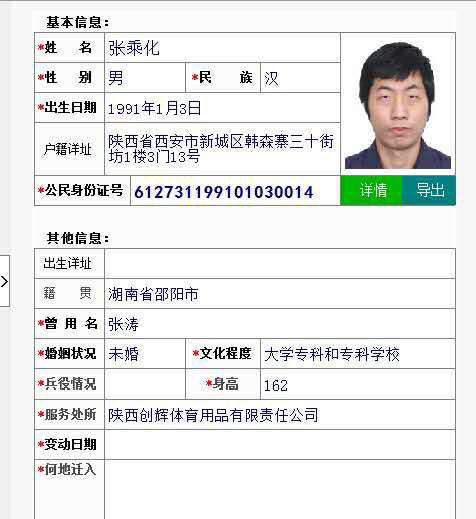 基本信息：
*姓 名 张乘化
*性 别 男 *民 族 汉
*出生日期 1991年1月3日
户籍详址 陕西省西安市新城区韩森寨三十街
坊1楼3门13号
*公民身份证号 612731199101030014 详情 导出
其他信息：
出生详址
籍 贯 湖南省邵阳市
*曾 用 名 张涛
*婚姻状况 未婚 *文化程度 大学专科和专科学校
*兵役情况 *身高 162
*服务处所 陕西创辉体育用品有限责任公司
*变动日期
*何地迁入